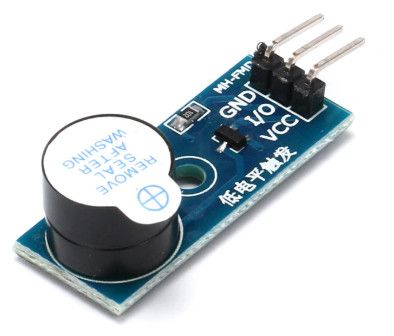 MH-FMD
GND
I/O
VCC
低电平触发
REMOVE
SEAL
AFTER
WASHING